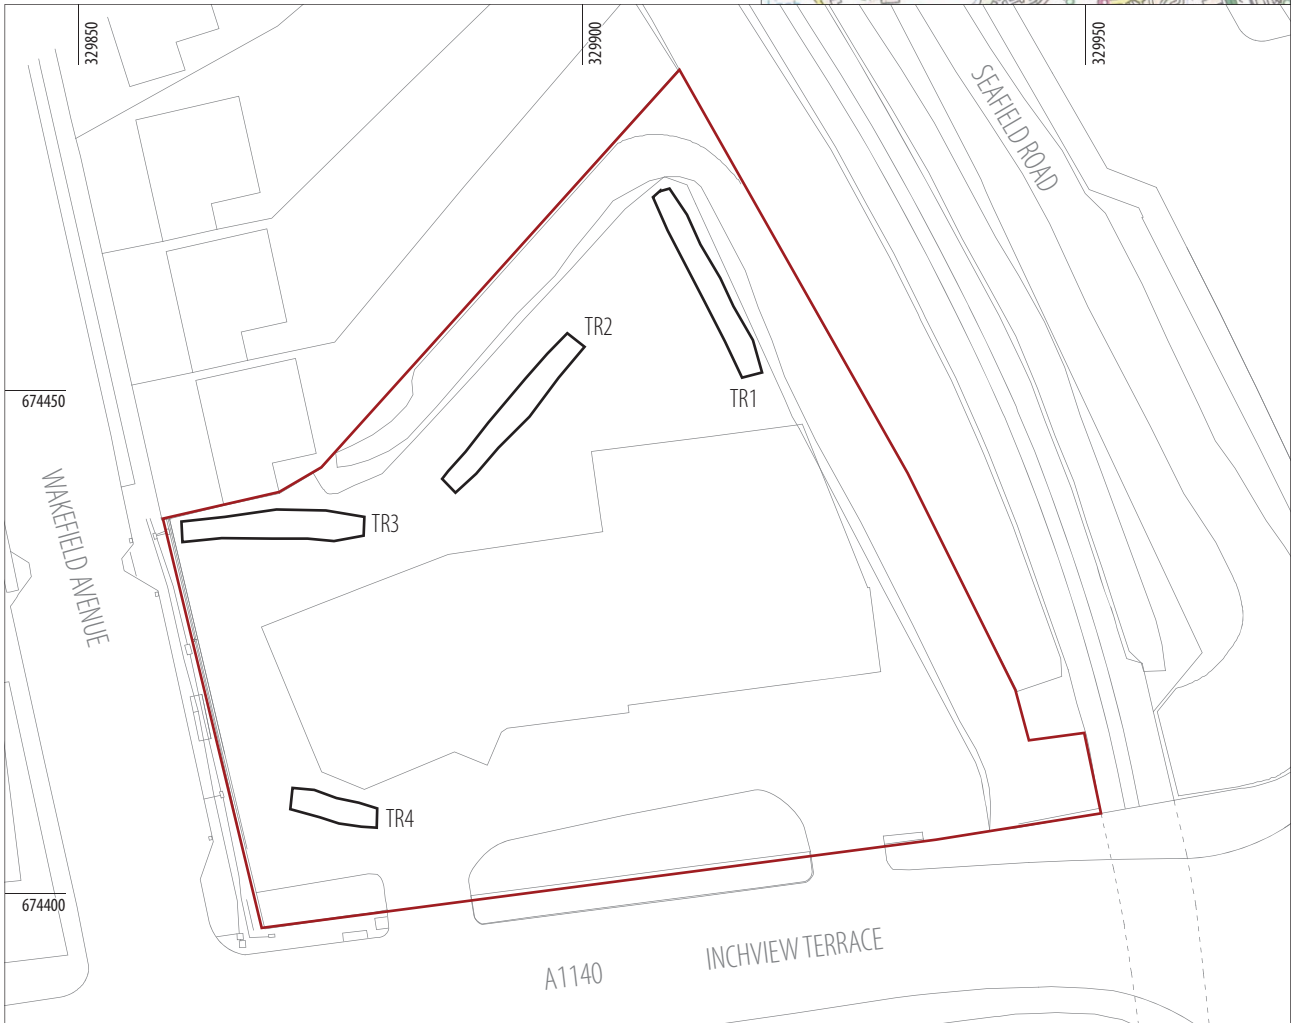 329850
329900
329950
SEAFIELD ROAD
TR2
TR1
674450
WAKEFIELD AVENUE
TR3
TR4
674400
INCHVIEW TERRACE
A1140